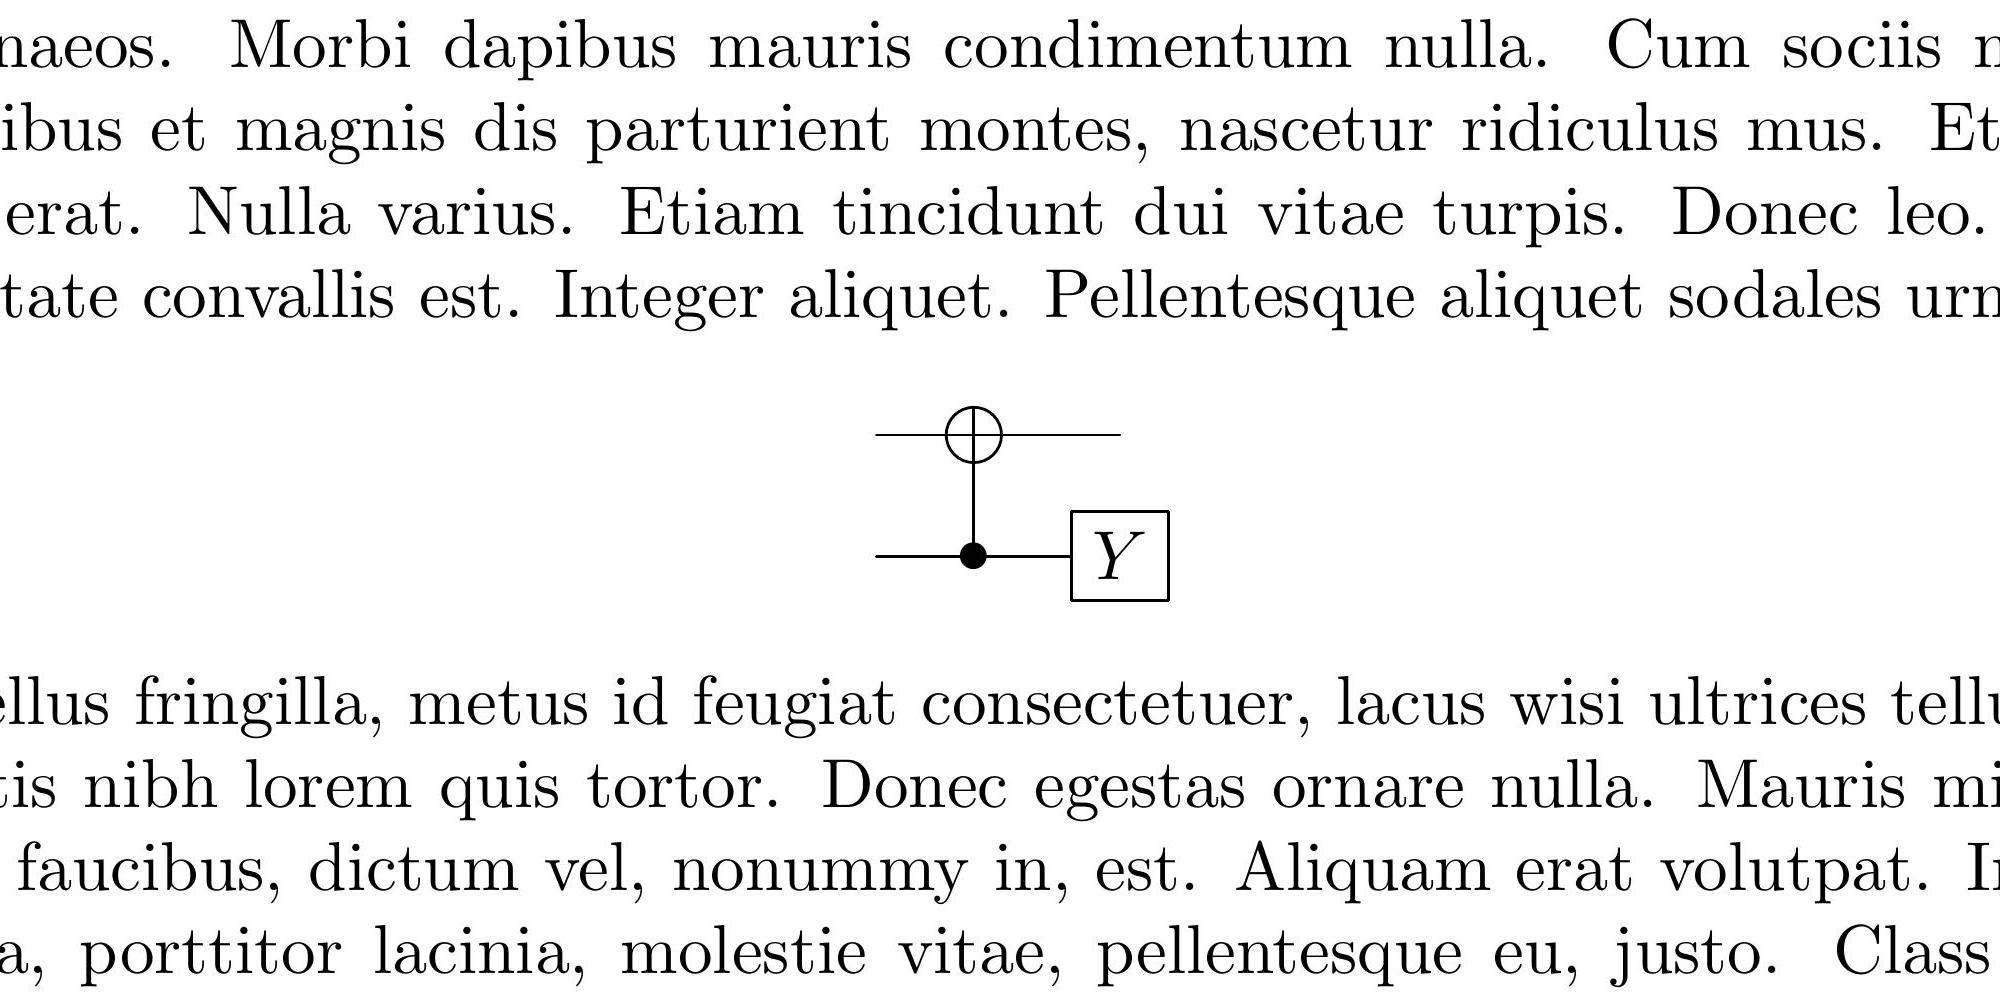 naeos. Morbi dapibus mauris condimentum nulla. Cum sociis n
ibus et magnis dis parturient montes, nascetur ridiculus mus. Et
erat. Nulla varius. Etiam tincidunt dui vitae turpis. Donec leo.
tate convallis est. Integer aliquet. Pellentesque aliquet sodales urn
Y
ellus fringilla, metus id feugiat consectetuer, lacus wisi ultrices tellu
tis nibh lorem quis tortor. Donec egestas ornare nulla. Mauris mi
faucibus, dictum vel, nonummy in, est. Aliquam erat volutpat. In
a, porttitor lacinia, molestie vitae, pellentesque eu, justo. Class